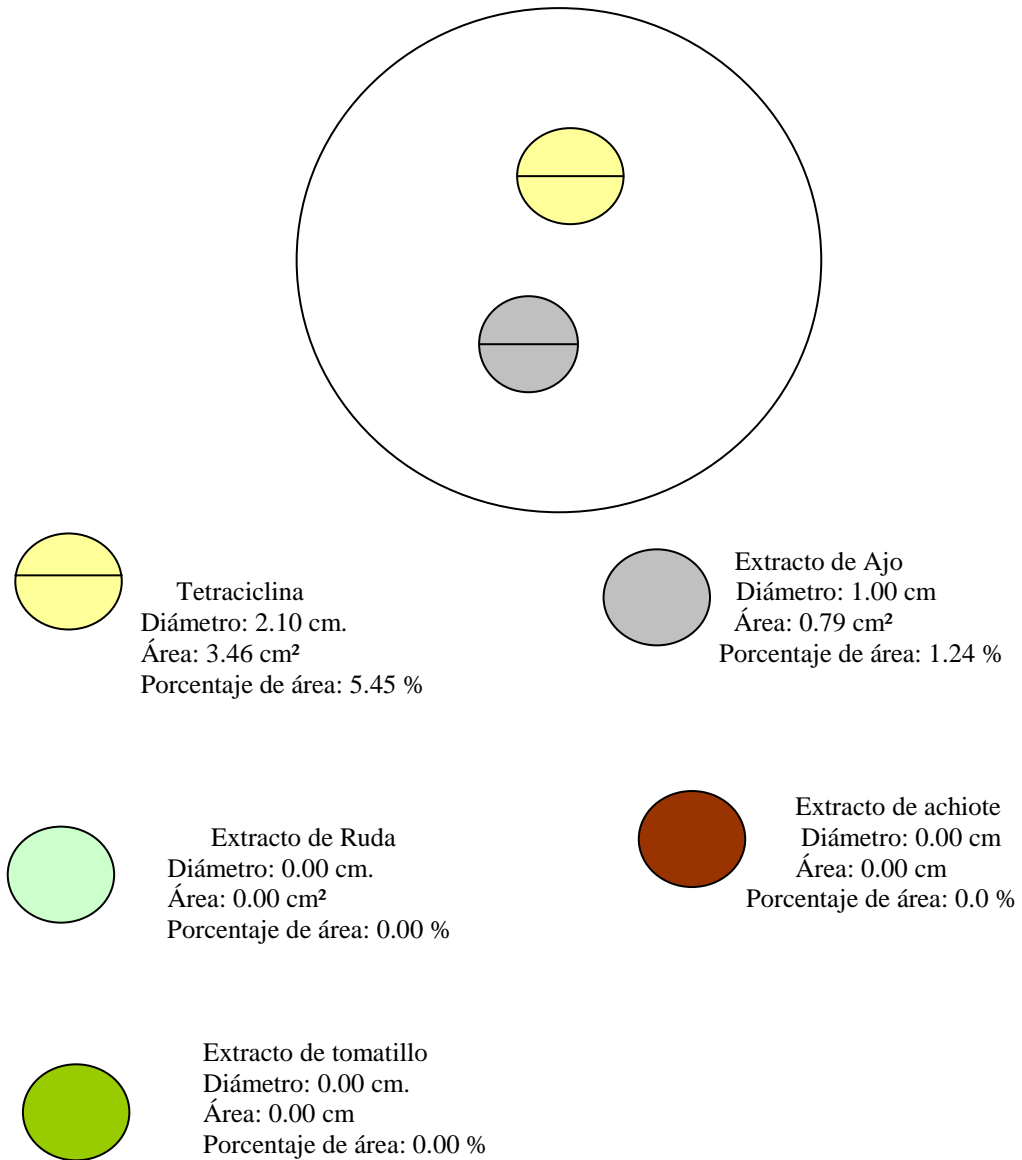 Tetraciclina
Diámetro: 2.10 cm.
Área: 3.46 cm²
Porcentaje de área: 5.45 %
Extracto de Ajo
Diámetro: 1.00 cm
Área: 0.79 cm²
Porcentaje de área: 1.24 %
Extracto de Ruda
Diámetro: 0.00 cm.
Área: 0.00 cm²
Porcentaje de área: 0.00 %
Extracto de achiote
Diámetro: 0.00 cm
Área: 0.00 cm
Porcentaje de área: 0.0 %
Extracto de tomatillo
Diámetro: 0.00 cm.
Área: 0.00 cm
Porcentaje de área: 0.00 %